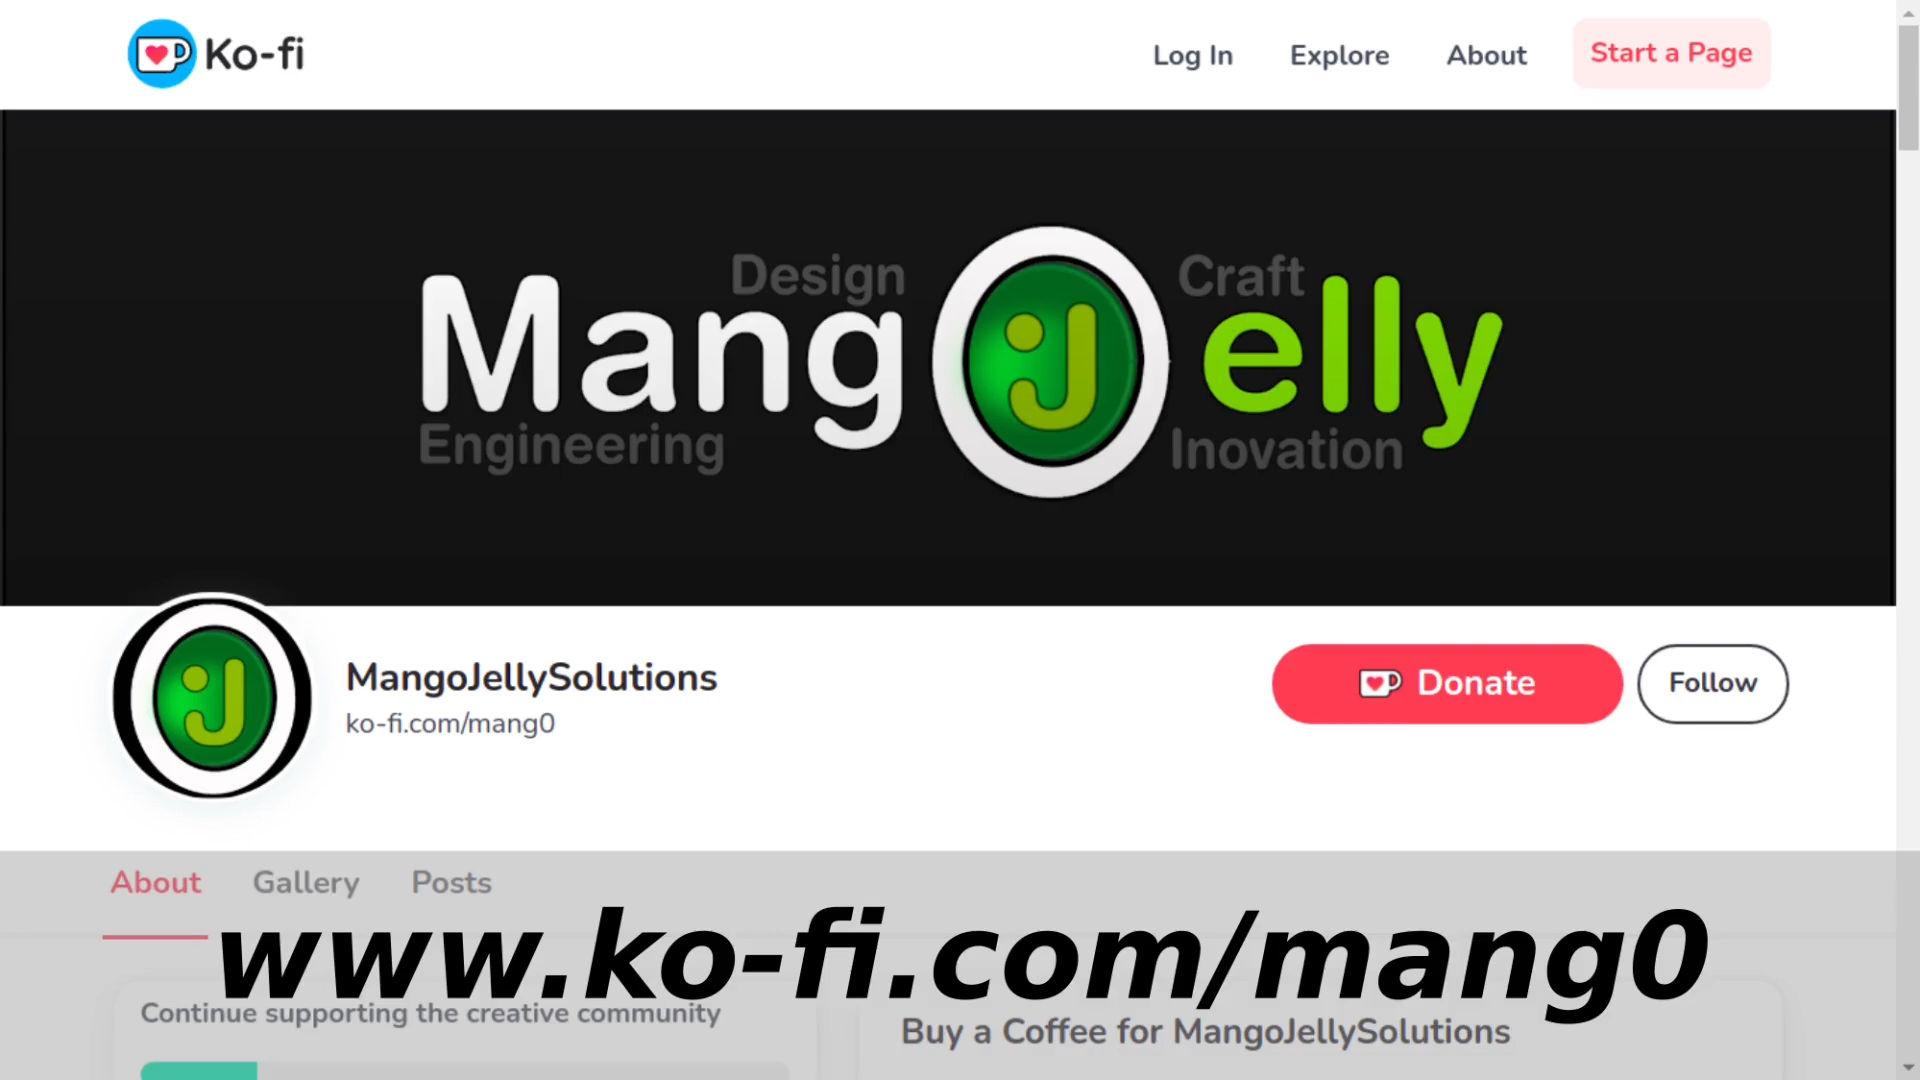 Ko-fi
Log In Explore About Start a Page
Design Craft
Mang J elly
Engineering Inovation
MangoJellySolutions
ko-fi.com/mang0
Donate Follow
About Gallery Posts
www.ko-fi.com/mang0
Continue supporting the creative community
Buy a Coffee for MangoJellySolutions